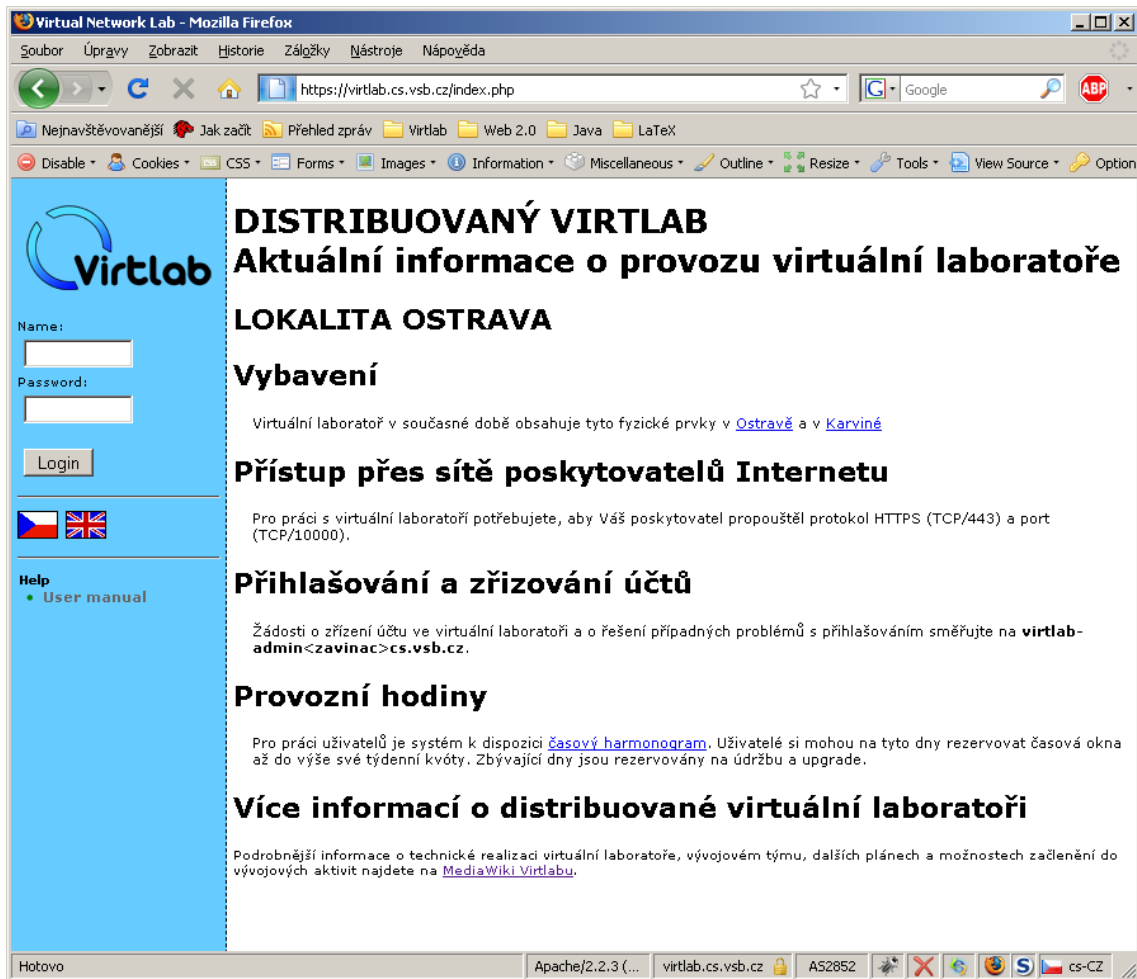 Virtual Network Lab - Mozilla Firefox
Soubor Úpravy Zobrazit Historie Záložky Nástroje Nápověda
https://virtlab.cs.vsb.cz/index.php
G Google
ABP
Nejnavštěvovanější Jak začít Přehled zpráv Virtlab Web 2.0 Java LaTeX
Disable Cookies CSS Forms Images Information Miscellaneous Outline Resize Tools View Source Option
Virtlab
Name:
Password:
Login
Help
User manual
DISTRIBUOVANÝ VIRTLAB
Aktuální informace o provozu virtuální laboratoře
LOKALITA OSTRAVA
Vybavení
Virtuální laboratoř v současné době obsahuje tyto fyzické prvky v Ostravě a v Karviné
Přístup přes sítě poskytovatelů Internetu
Pro práci s virtuální laboratoří potřebujete, aby Váš poskytovatel propouštěl protokol HTTPS (TCP/443) a port
(TCP/10000).
Přihlašování a zřizování účtů
Žádosti o zřízení účtu ve virtuální laboratoři a o řešení případných problémů s přihlašováním směřujte na virtlab-
admin<zavinac>cs.vsb.cz.
Provozní hodiny
Pro práci uživatelů je systém k dispozici časový harmonogram. Uživatelé si mohou na tyto dny rezervovat časová okna
až do výše své týdenní kvóty. Zbývající dny jsou rezervovány na údržbu a upgrade.
Více informací o distribuované virtuální laboratoři
Podrobnější informace o technické realizaci virtuální laboratoře, vývojovém týmu, dalších plánech a možnostech začlenění do
vývojových aktivit najdete na MediaWiki Virtlabu.
Hotovo Apache/2.2.3 (... virtlab.cs.vsb.cz AS2852 S cs-CZ